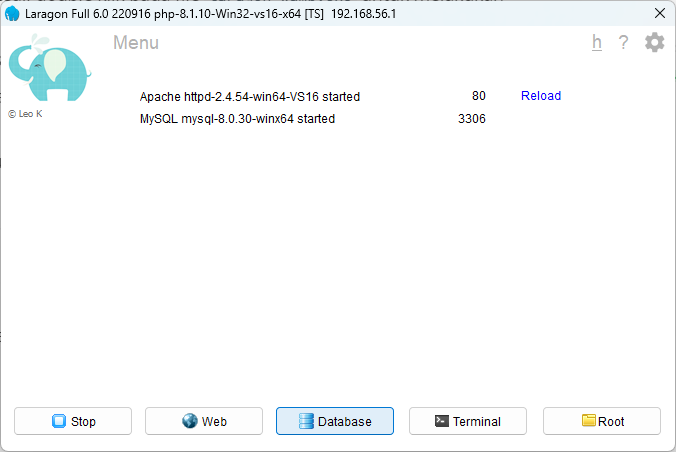 Laragon Full 6.0 220916 php-8.1.10-Win32-vs16-x64 [TS] 192.168.56.1
Menu
h ?
© Leo K
Apache httpd-2.4.54-win64-VS16 started 80 Reload
MySQL mysql-8.0.30-winx64 started 3306
Stop Web Database Terminal Root